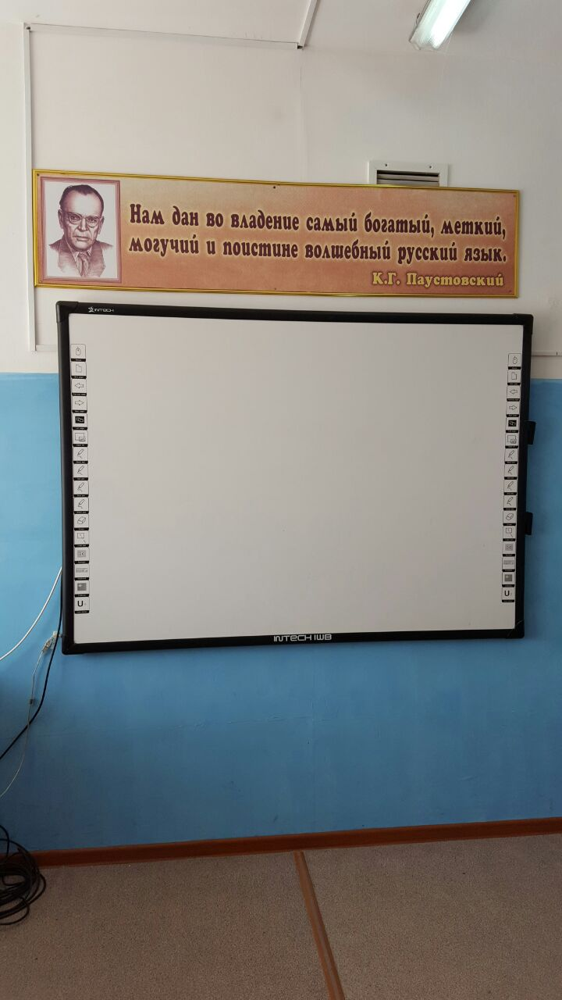 Нам дан во владение самый богатый, меткий,
могучий и поистине волшебный русский язык.
К.Г. Паустовский
INTECH
INTECH IWB